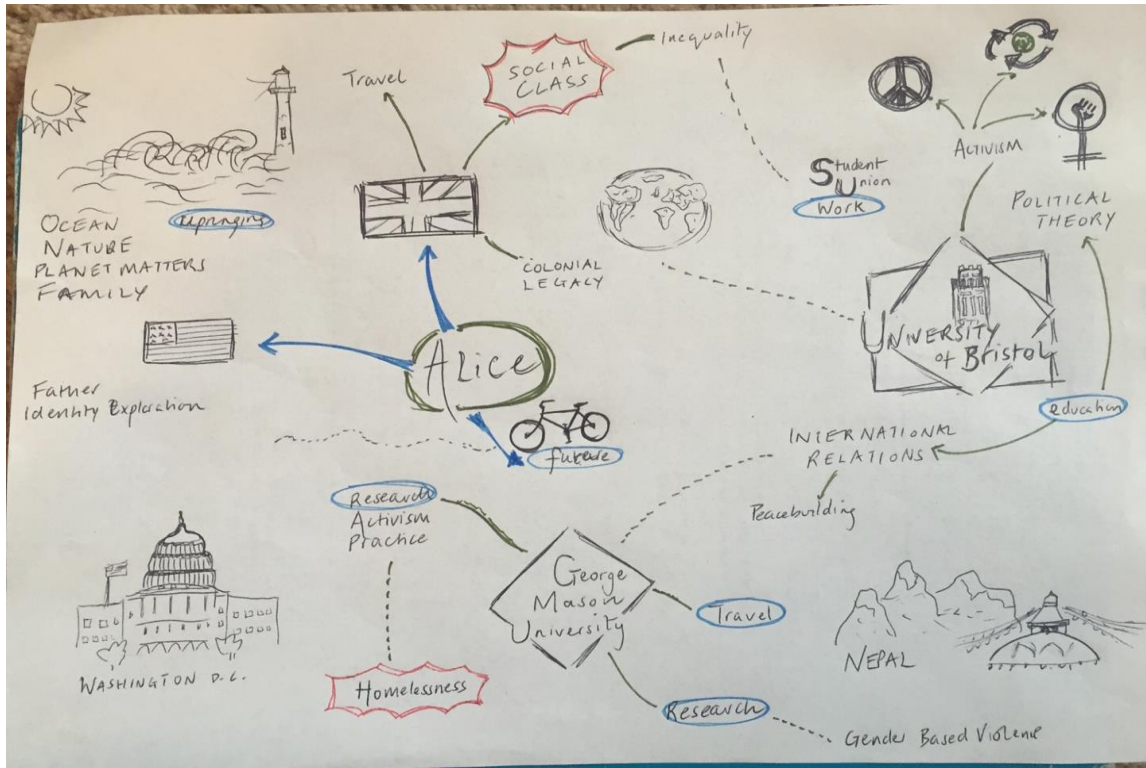 Travel
SOCIAL
CLASS
Inequality
ACTIVISM
Student
Union
Work
POLITICAL
THEORY
upbringing
OCEAN
NATURE
PLANET MATTERS
FAMILY
COLONIAL
LEGACY
UNIVERSITY
of BRISTOL
Alice
Father
Identity Exploration
education
future
INTERNATIONAL
RELATIONS
Peacebuilding
Research
Activism
Practice
George
Mason
University
Travel
NEPAL
WASHINGTON D.C.
Homelessness
Research
Gender Based Violence